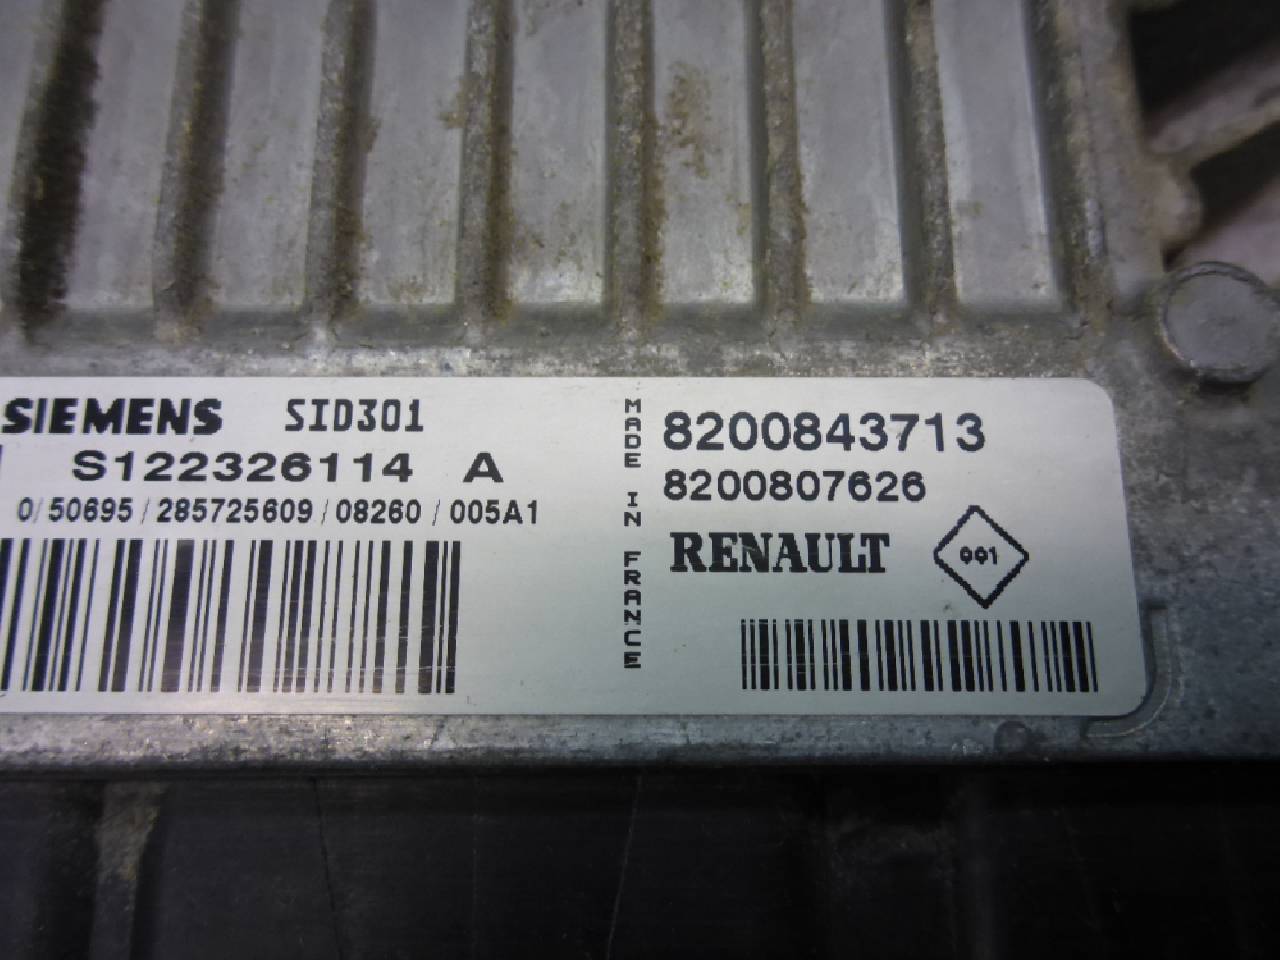 SIEMENS SID301
S122326114 A
0/50695/285725609/08260/005A1
MADE IN FRANCE
8200843713
8200807626
RENAULT
001